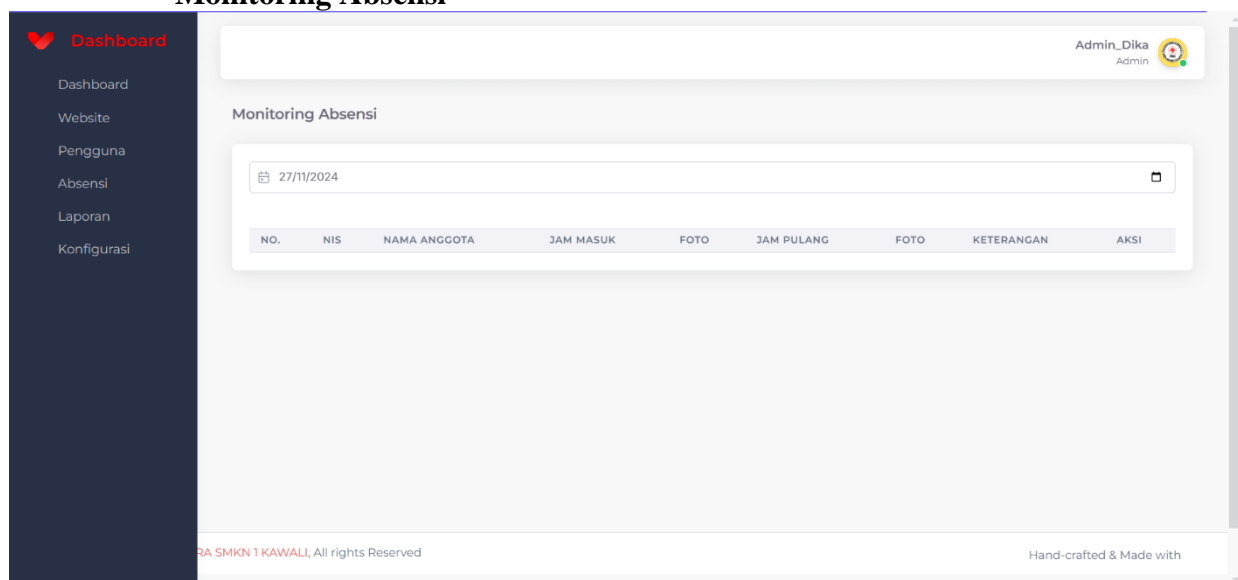 Monitoring Absensi
Dashboard
Admin_Dika
Admin
Dashboard
Website
Pengguna
Absensi
Laporan
Konfigurasi
Monitoring Absensi
27/11/2024
NO. NIS NAMA ANGGOTA JAM MASUK FOTO JAM PULANG FOTO KETERANGAN AKSI
RA SMKN 1 KAWALI, All rights Reserved
Hand-crafted & Made with